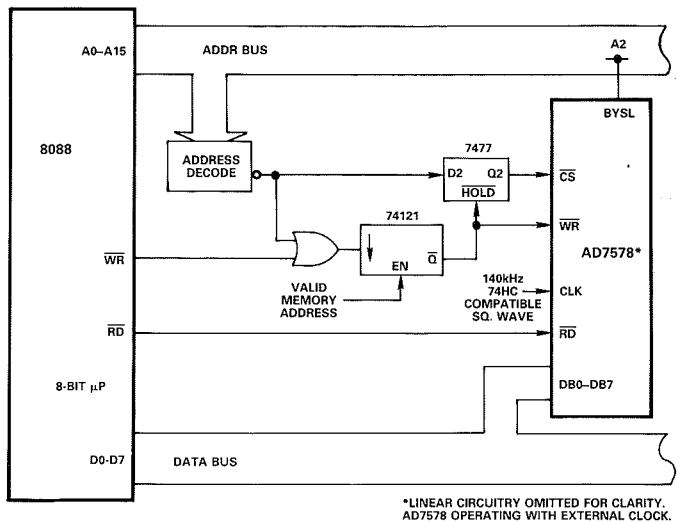 A0–A15
ADDR BUS
A2
8088
BYSL
ADDRESS
DECODE
7477
D2 Q2
HOLD
CS
74121
WR
EN
Q
WR
AD7578*
VALID
MEMORY
ADDRESS
140kHz
74HC
COMPATIBLE
SQ. WAVE
CLK
RD
RD
8-BIT µP
DB0–DB7
D0-D7
DATA BUS
*LINEAR CIRCUITRY OMITTED FOR CLARITY.
AD7578 OPERATING WITH EXTERNAL CLOCK.